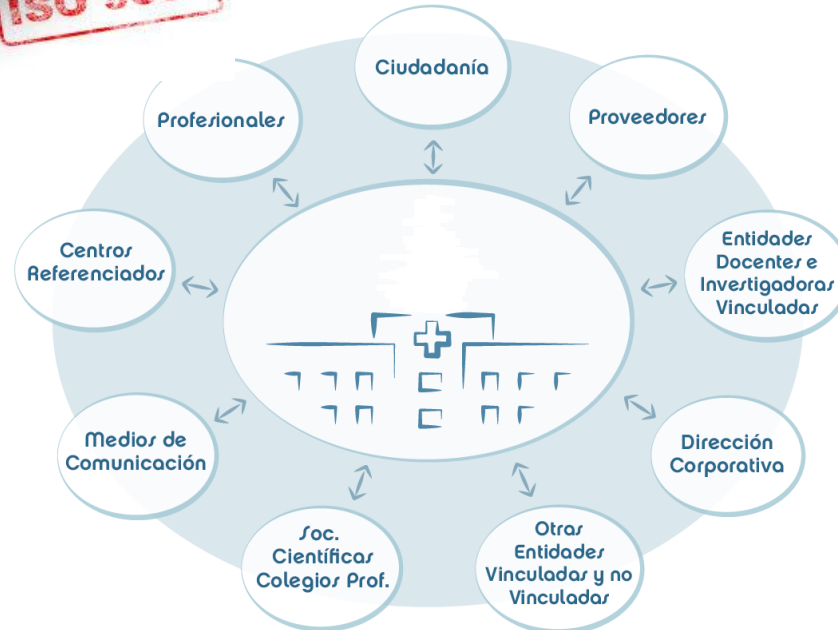 ISO
Ciudadanía
Profesionales
Proveedores
Centros
Referenciados
Entidades
Docentes e
Investigadoras
Vinculadas
Medios de
Comunicación
Dirección
Corporativa
Soc.
Científicas
Colegios Prof.
Otras
Entidades
Vinculadas y no
Vinculadas